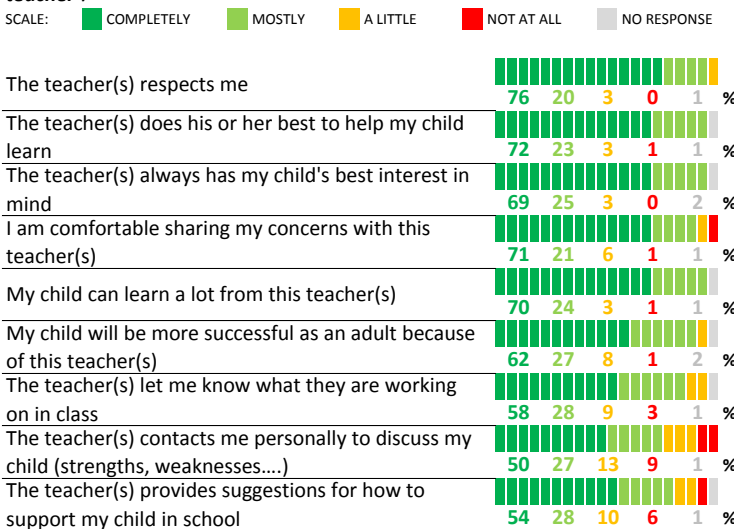 teacher?
SCALE: COMPLETELY MOSTLY A LITTLE NOT AT ALL NO RESPONSE
The teacher(s) respects me
76 20 3 0 1 %
The teacher(s) does his or her best to help my child
learn
72 23 3 1 1 %
The teacher(s) always has my child's best interest in
mind
69 25 3 0 2 %
I am comfortable sharing my concerns with this
teacher(s)
71 21 6 1 1 %
My child can learn a lot from this teacher(s)
70 24 3 1 1 %
My child will be more successful as an adult because
of this teacher(s)
62 27 8 1 2 %
The teacher(s) let me know what they are working
on in class
58 28 9 3 1 %
The teacher(s) contacts me personally to discuss my
child (strengths, weaknesses....)
50 27 13 9 1 %
The teacher(s) provides suggestions for how to
support my child in school
54 28 10 6 1 %